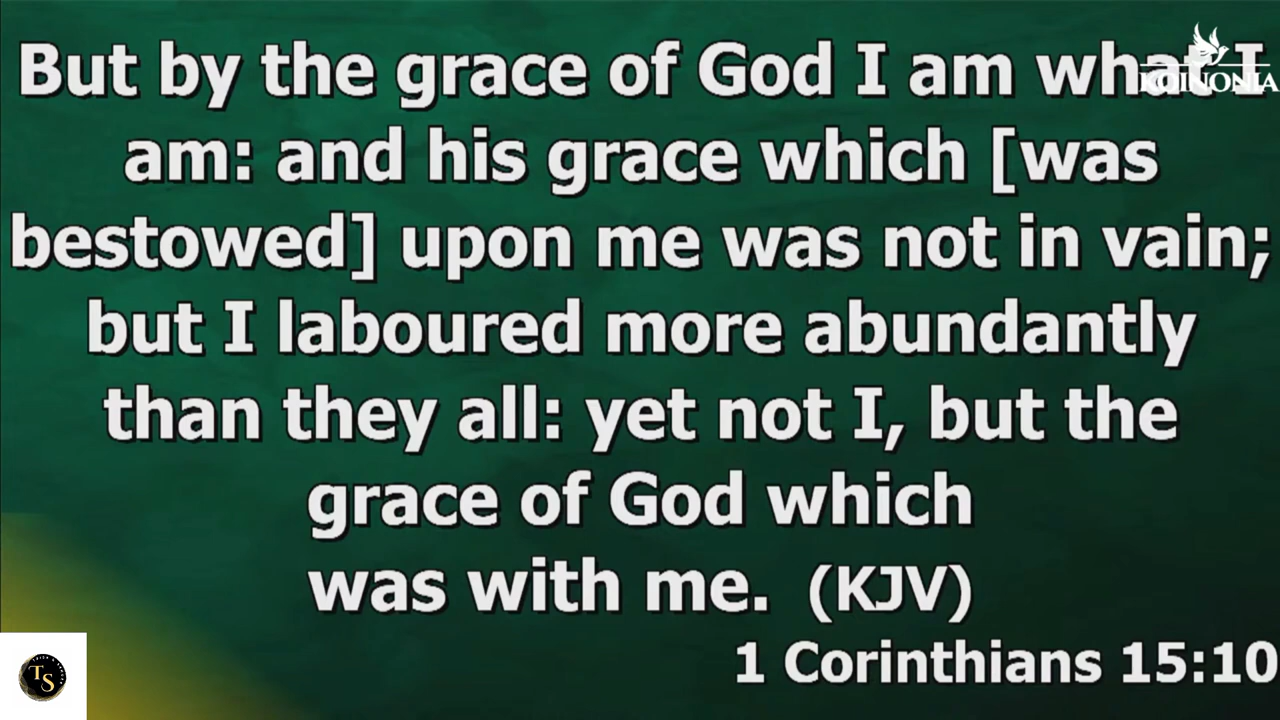 But by the grace of God I am what I
am: and his grace which [was
bestowed] upon me was not in vain;
but I laboured more abundantly
than they all: yet not I, but the
grace of God which
was with me. (KJV)
1 Corinthians 15:10
KOINONIA
TS